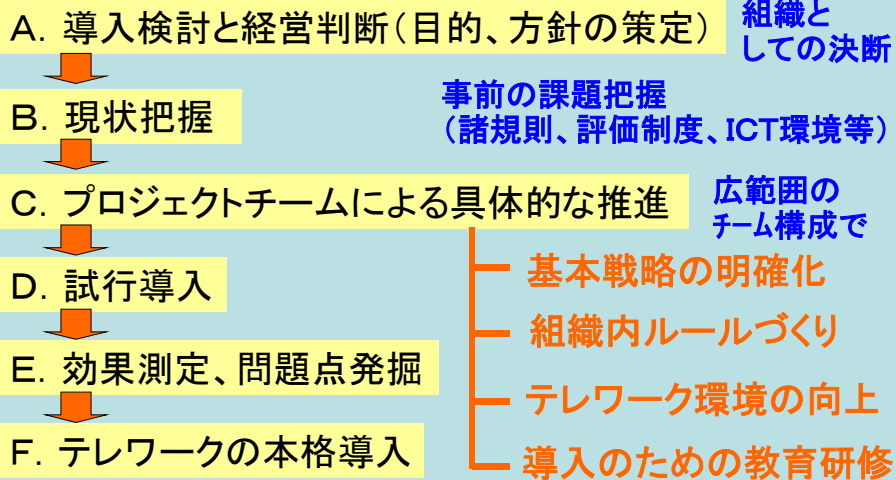 A．導入検討と経営判断（目的、方針の策定）
組織と
しての決断
B．現状把握
事前の課題把握
（諸規則、評価制度、ICT環境等）
C．プロジェクトチームによる具体的な推進
広範囲の
チーム構成で
基本戦略の明確化
組織内ルールづくり
テレワーク環境の向上
導入のための教育研修
D．試行導入
E．効果測定、問題点発掘
F．テレワークの本格導入